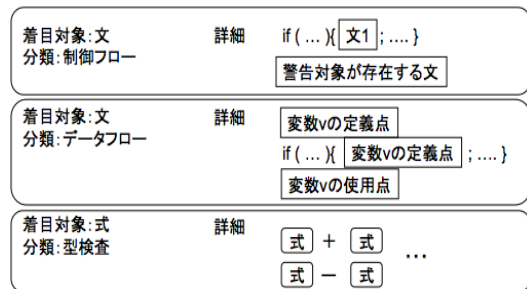 着目対象:文 詳細 if ( ... ){ 文1 ; .... }
分類:制御フロー
警告対象が存在する文
着目対象:文 詳細 変数vの定義点
分類:データフロー if ( ... ){ 変数vの定義点 ; .... }
変数vの使用点
着目対象:式 詳細
分類:型検査 式 + 式 ...
式 - 式